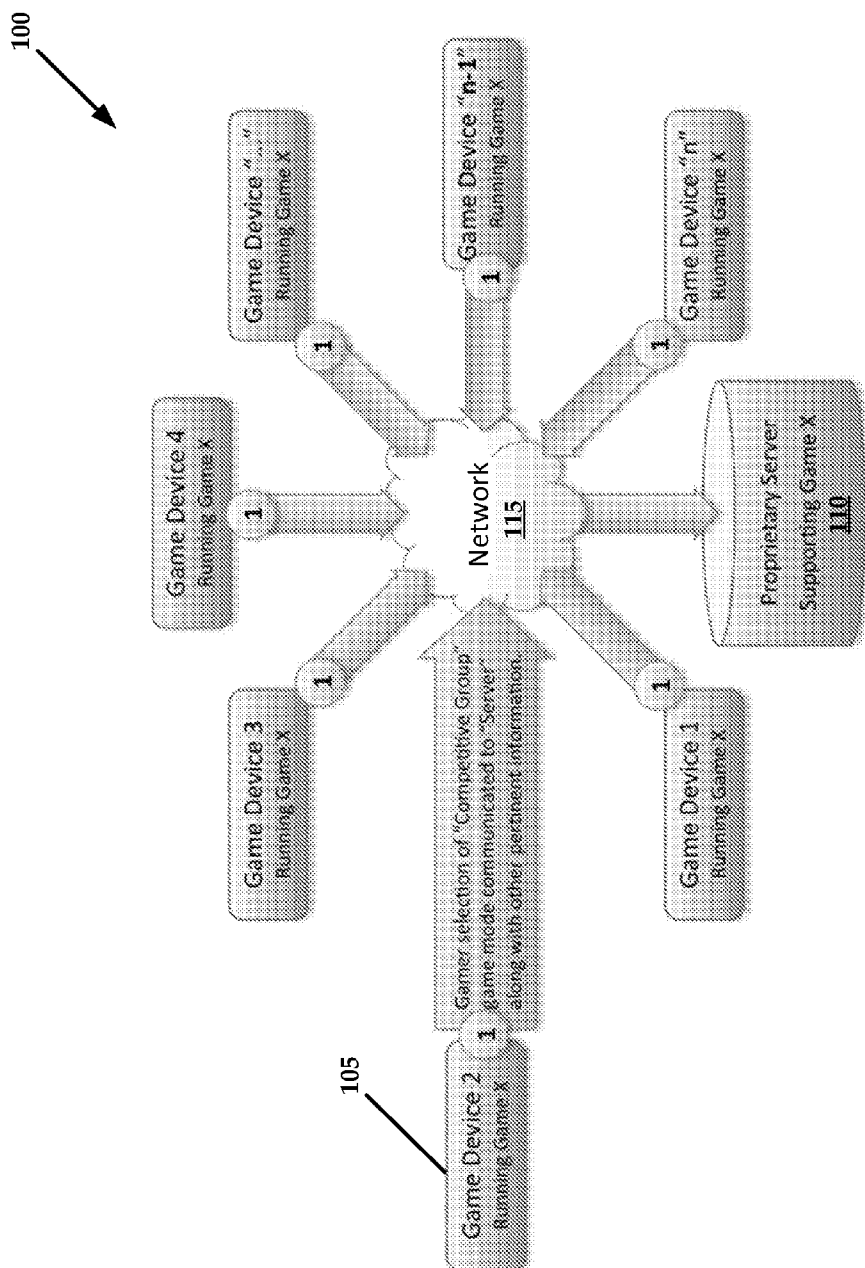 100
Game Device 4
Running Game X
1
Game Device 3
Running Game X
1
Game Device "..."
Running Game X
1
105
Game Device 2
Running Game X
1
Gamer selection of "Competitive Group"
game mode communicated to "Server"
along with other pertinent information.
Network
115
Game Device "n-1"
Running Game X
1
Game Device 1
Running Game X
1
Game Device "n"
Running Game X
1
Proprietary Server
Supporting Game X
110